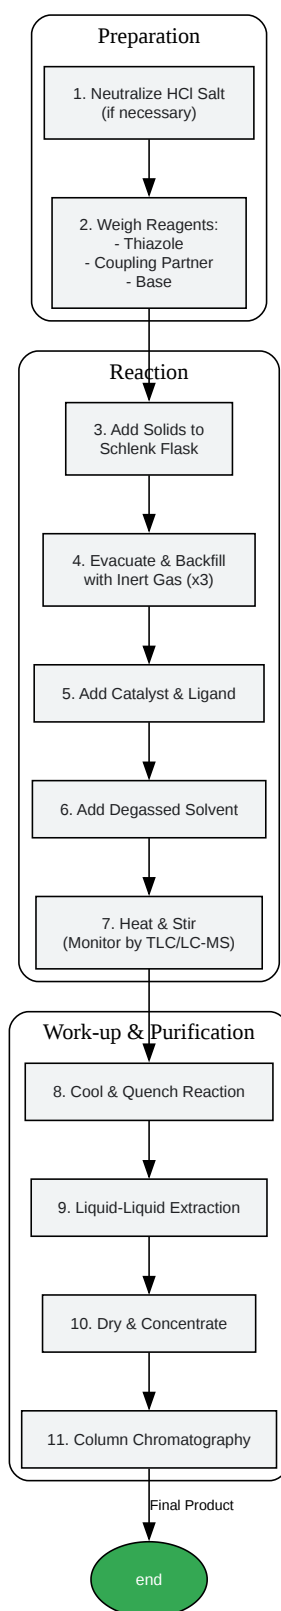 Preparation
1. Neutralize HCl Salt
(if necessary)
2. Weigh Reagents:
- Thiazole
- Coupling Partner
- Base
Reaction
3. Add Solids to
Schlenk Flask
4. Evacuate & Backfill
with Inert Gas (x3)
5. Add Catalyst & Ligand
6. Add Degassed Solvent
7. Heat & Stir
(Monitor by TLC/LC-MS)
Work-up & Purification
8. Cool & Quench Reaction
9. Liquid-Liquid Extraction
10. Dry & Concentrate
11. Column Chromatography
Final Product
end